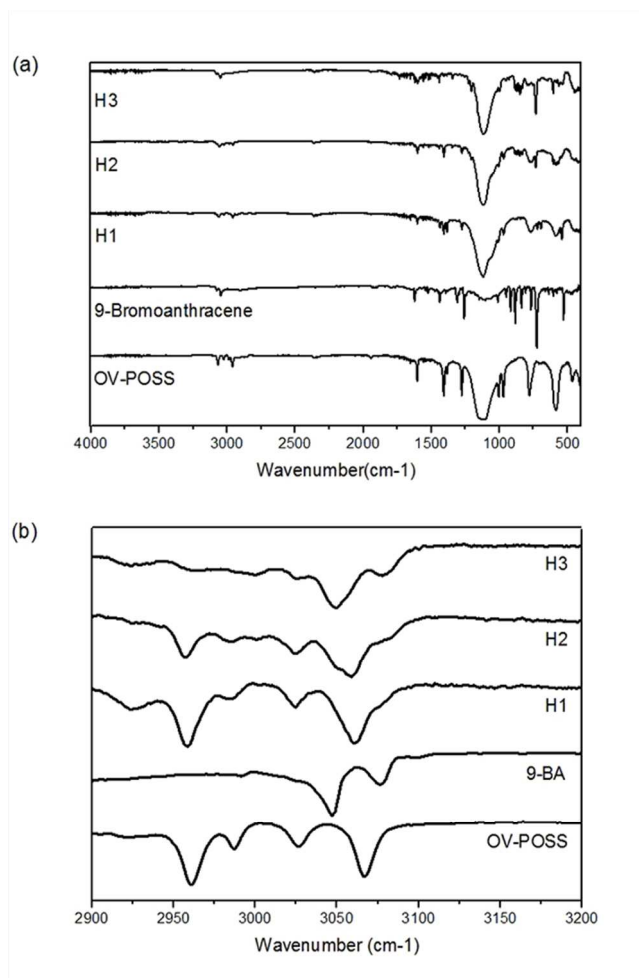 (a)
H3
H2
H1
9-Bromoanthracene
OV-POSS
4000 3500 3000 2500 2000 1500 1000 500
Wavenumber(cm-1)
(b)
H3
H2
H1
9-BA
OV-POSS
2900 2950 3000 3050 3100 3150 3200
Wavenumber (cm-1)